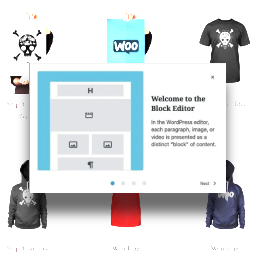 WOO
H
Welcome to the
Block Editor
In the WordPress editor,
each paragraph, image, or
video is presented as a
distinct "block" of content.
¶
Next